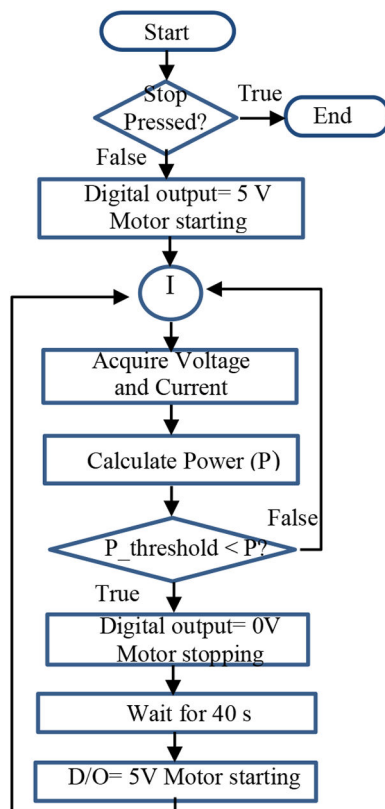 Start
Stop
Pressed?
True
End
False
Digital output= 5 V
Motor starting
I
Acquire Voltage
and Current
Calculate Power (P)
False
P_threshold < P?
True
Digital output= 0V
Motor stopping
Wait for 40 s
D/O= 5V Motor starting